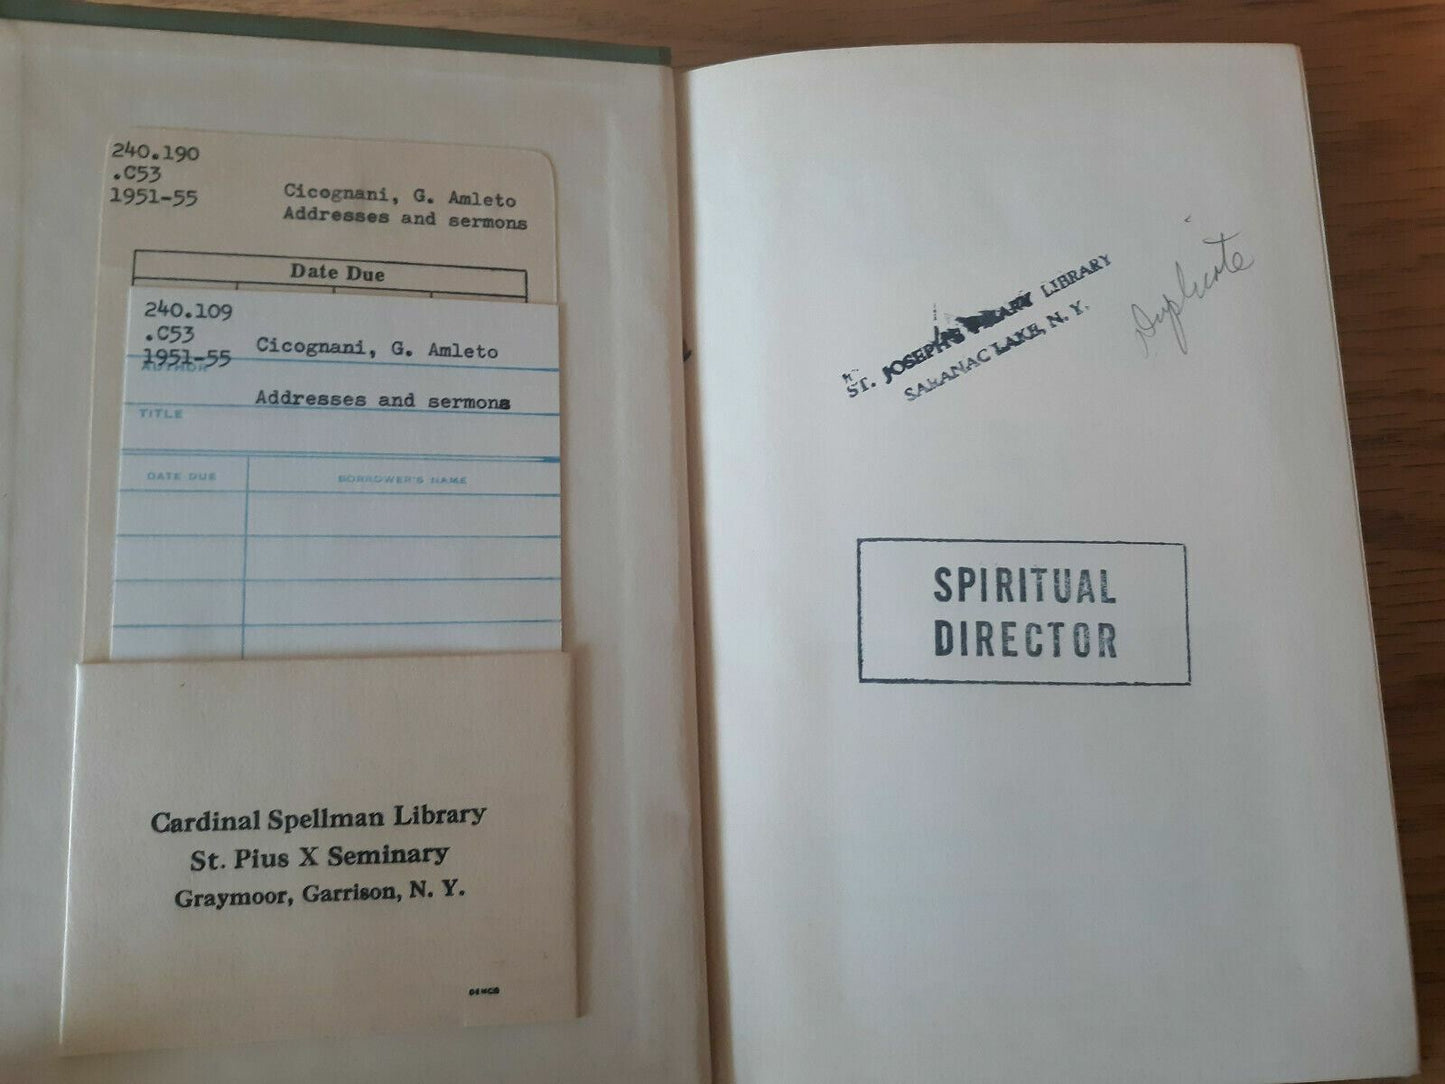 240.190
.C53
1951-55
Cicognani, G. Amleto
Addresses and sermons
Date Due
240.109
.C53
1951-55
Cicognani, G. Amleto
AUTHOR
Addresses and sermons
TITLE
DATE DUE
BORROWER'S NAME
Cardinal Spellman Library
St. Pius X Seminary
Graymoor, Garrison, N. Y.
DEMCO
ST. JOSEPH'S LIBRARY
SARANAC LAKE, N. Y.
Duplicate
SPIRITUAL
DIRECTOR